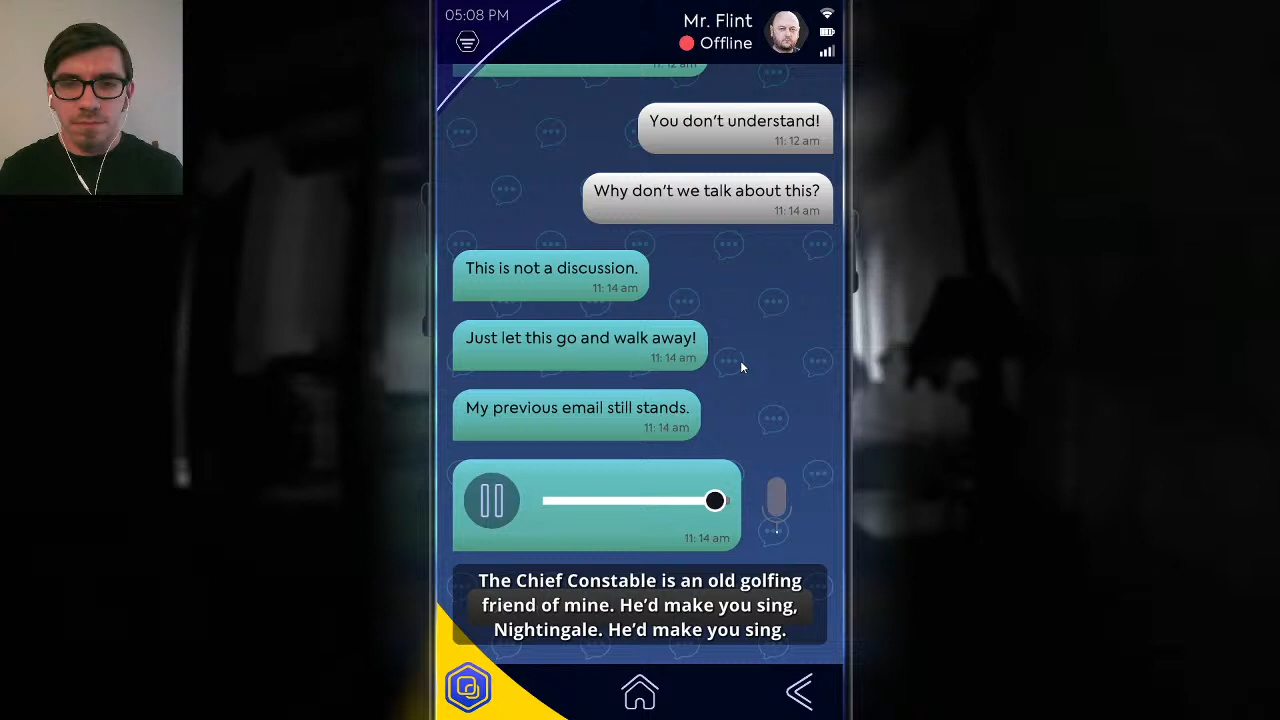 05:08 PM
Mr. Flint
Offline
11: 12 am
You don't understand!
11: 12 am
Why don't we talk about this?
11: 14 am
This is not a discussion.
11: 14 am
Just let this go and walk away!
11: 14 am
My previous email still stands.
11: 14 am
11: 14 am
The Chief Constable is an old golfing
friend of mine. He'd make you sing,
Nightingale. He'd make you sing.